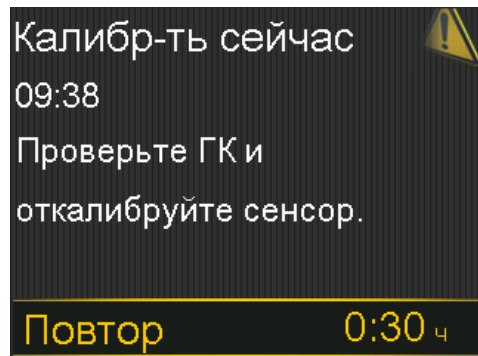 Калибр-ть сейчас
09:38
Проверьте ГК и
откалибруйте сенсор.
Повтор 0:30 ч